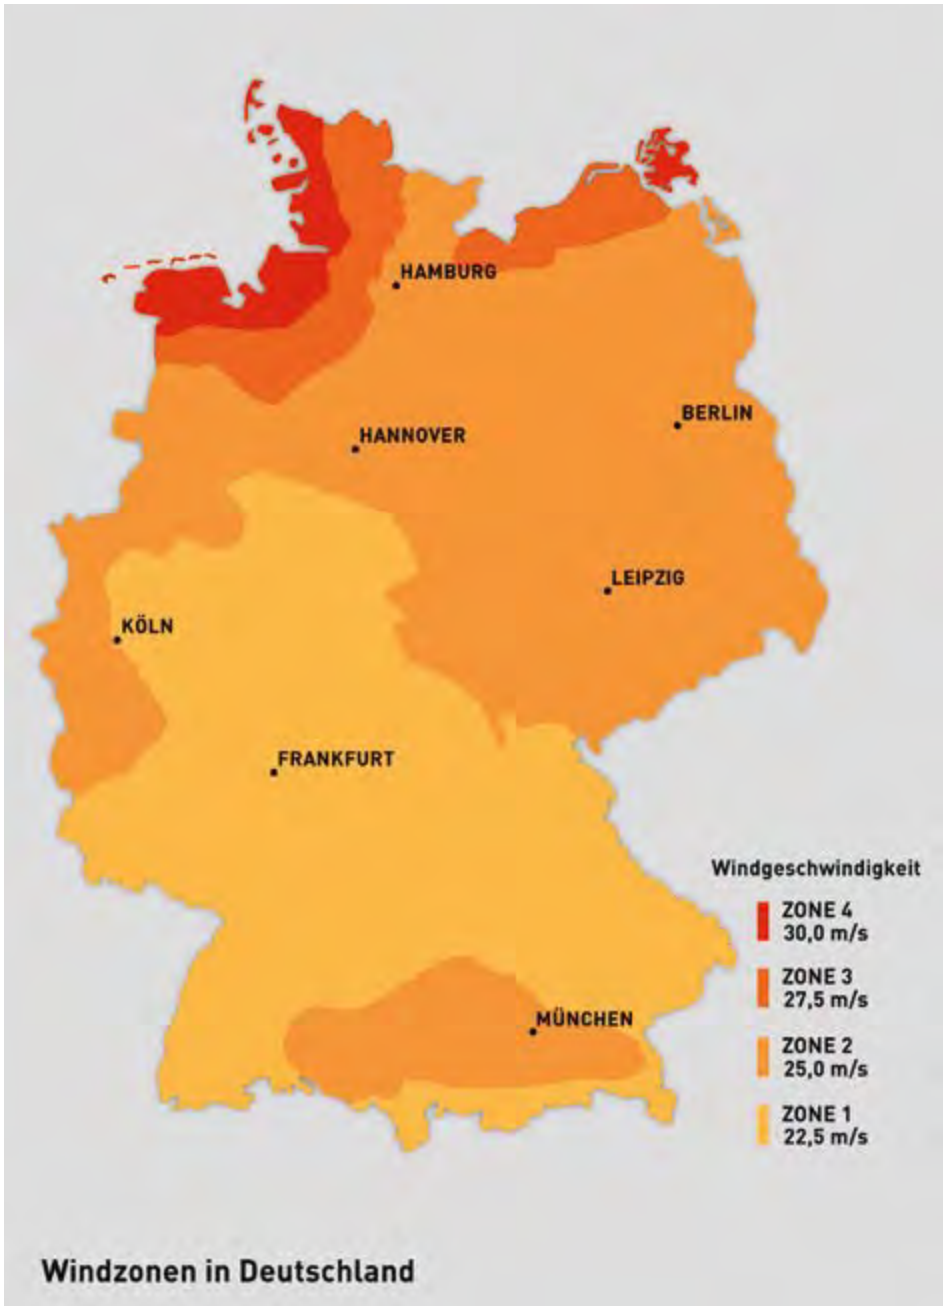 HAMBURG
BERLIN
HANNOVER
LEIPZIG
KÖLN
FRANKFURT
MÜNCHEN
Windgeschwindigkeit
ZONE 4
30,0 m/s
ZONE 3
27,5 m/s
ZONE 2
25,0 m/s
ZONE 1
22,5 m/s
Windzonen in Deutschland